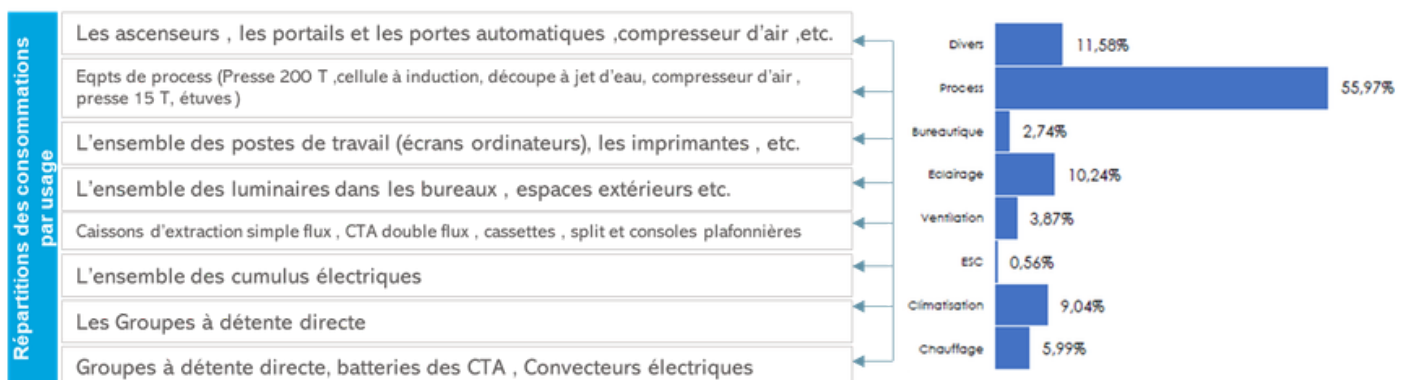 Répartitions des consommations
par usage
Les ascenseurs , les portails et les portes automatiques ,compresseur d'air ,etc.
Eqpts de process (Presse 200 T ,cellule à induction, découpe à jet d'eau, compresseur d'air ,
presse 15 T, étuves )
L'ensemble des postes de travail (écrans ordinateurs), les imprimantes , etc.
L'ensemble des luminaires dans les bureaux , espaces extérieurs etc.
Caissons d'extraction simple flux , CTA double flux , cassettes , split et consoles plafonnières
L'ensemble des cumulus électriques
Les Groupes à détente directe
Groupes à détente directe, batteries des CTA , Convecteurs électriques
Divers 11,58%
Process 55,97%
Bureautique 2,74%
Eclairage 10,24%
Ventilation 3,87%
ESC 0,56%
Climatisation 9,04%
Chauffage 5,99%